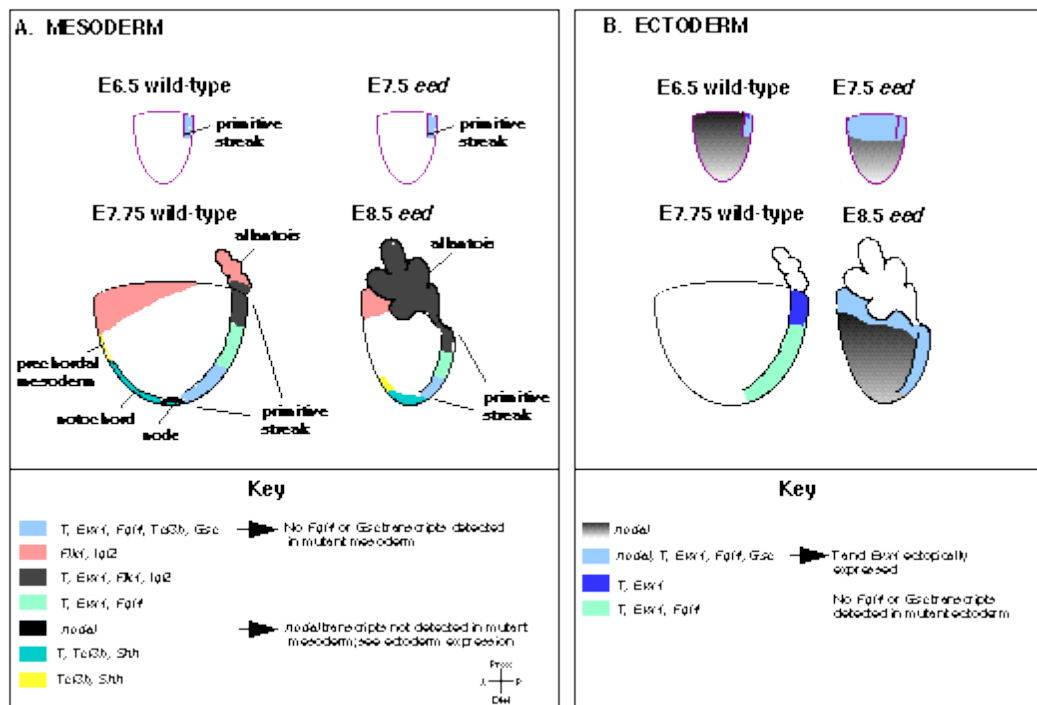 A. MESODERM
E6.5 wild-type
E7.5 eed
primitive
streak
primitive
streak
E7.75 wild-type
E8.5 eed
allantois
allantois
prechordal
mesoderm
notochord
node
primitive
streak
primitive
streak
Key
T, Evx1, Fgf4, Tcf3b, Gsc
No Fgf4 or Gsc transcripts detected
in mutant mesoderm
Flk1, Igf2
T, Evx1, Flk1, Igf2
T, Evx1, Fgf4
nodal
nodal transcripts not detected in mutant
mesoderm; see ectoderm expression
T, Tcf3b, Shh
Tcf3b, Shh
Prox
A P
Dist
B. ECTODERM
E6.5 wild-type
E7.5 eed
E7.75 wild-type
E8.5 eed
Key
nodal
nodal, T, Evx1, Fgf4, Gsc
T and Evx1 ectopically
expressed
T, Evx1
No Fgf4 or Gsc transcripts
detected in mutant ectoderm
T, Evx1, Fgf4